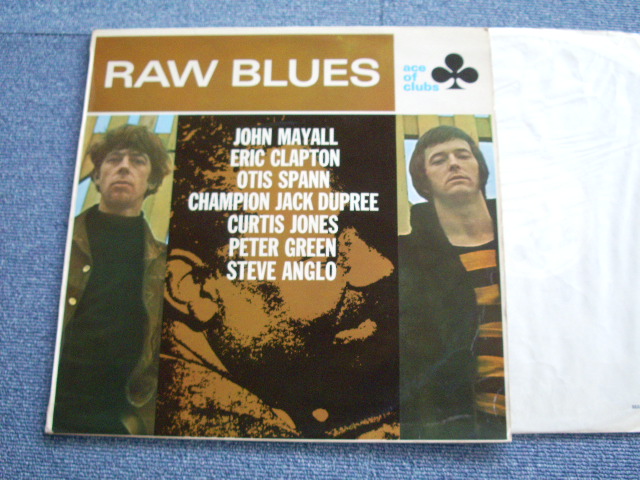 RAW BLUES
ace
of
clubs
JOHN MAYALL
ERIC CLAPTON
OTIS SPANN
CHAMPION JACK DUPREE
CURTIS JONES
PETER GREEN
STEVE ANGLO